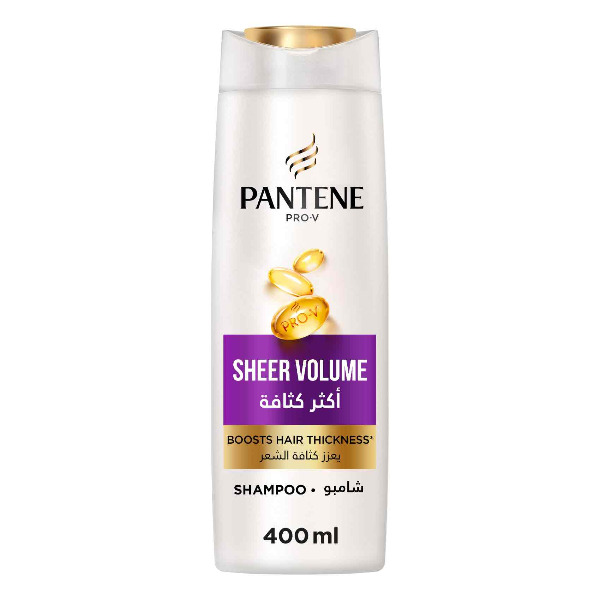 PANTENE
PRO-V
PRO-V
SHEER VOLUME
أكثر كثافة
BOOSTS HAIR THICKNESS*
يعزز كثافة الشعر
SHAMPOO • شامبو
400 ml